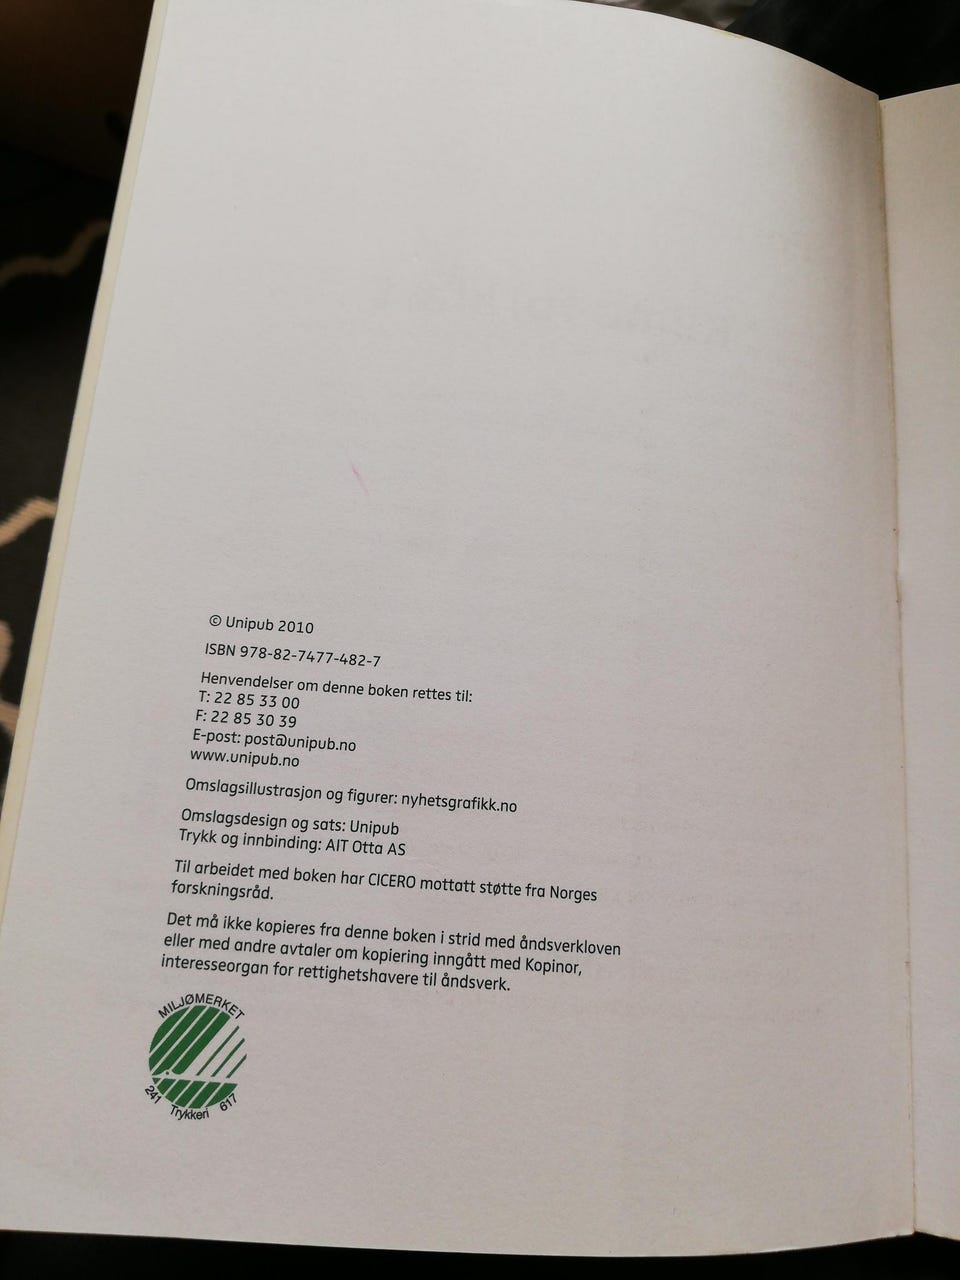 © Unipub 2010
ISBN 978-82-7477-482-7
Henvendelser om denne boken rettes til:
T: 22 85 33 00
F: 22 85 30 39
E-post: post@unipub.no
www.unipub.no
Omslagsillustrasjon og figurer: nyhetsgrafikk.no
Omslagsdesign og sats: Unipub
Trykk og innbinding: AIT Otta AS
Til arbeidet med boken har CICERO mottatt støtte fra Norges
forskningsråd.
Det må ikke kopieres fra denne boken i strid med åndsverkloven
eller med andre avtaler om kopiering inngått med Kopinor,
interesseorgan for rettighetshavere til åndsverk.
MILJØMERKET
241 Trykkeri 617